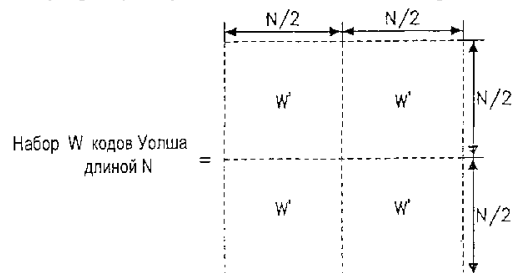 N/2 N/2
W' W' N/2
Набор W кодов Уолша
длиной N =
W' W' N/2